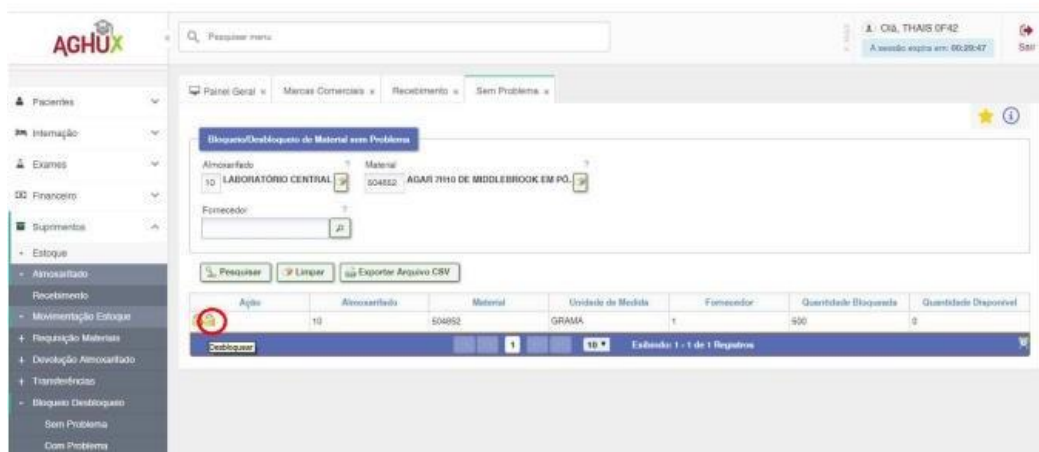 AGHUX
Pesquisar menu
Olá, THAIS 0F42
A sessão expira em: 00:29:47
Sair
Painel Geral x
Marcas Comerciais x
Recebimento x
Sem Problema x
Pacientes
Internação
Exames
Financeiro
Suprimentos
- Estoque
- Almoxarifado
Recebimento
- Movimentação Estoque
+ Requisição Materiais
+ Devolução Almoxarifado
+ Transferências
- Bloqueio Desbloqueio
Sem Problema
Com Problema
Bloqueio/Desbloqueio de Material sem Problema
Almoxarifado ? Material ?
10 LABORATÓRIO CENTRAL 504852 AGAR 7H10 DE MIDDLEBROOK EM PÓ.
Fornecedor ?
Pesquisar Limpar Exportar Arquivo CSV
Ação Almoxarifado Material Unidade de Medida Fornecedor Quantidade Bloqueada Quantidade Disponível
10 504852 GRAMA 1 500 0
Desbloquear
1 10 Exibindo: 1 - 1 de 1 Registros